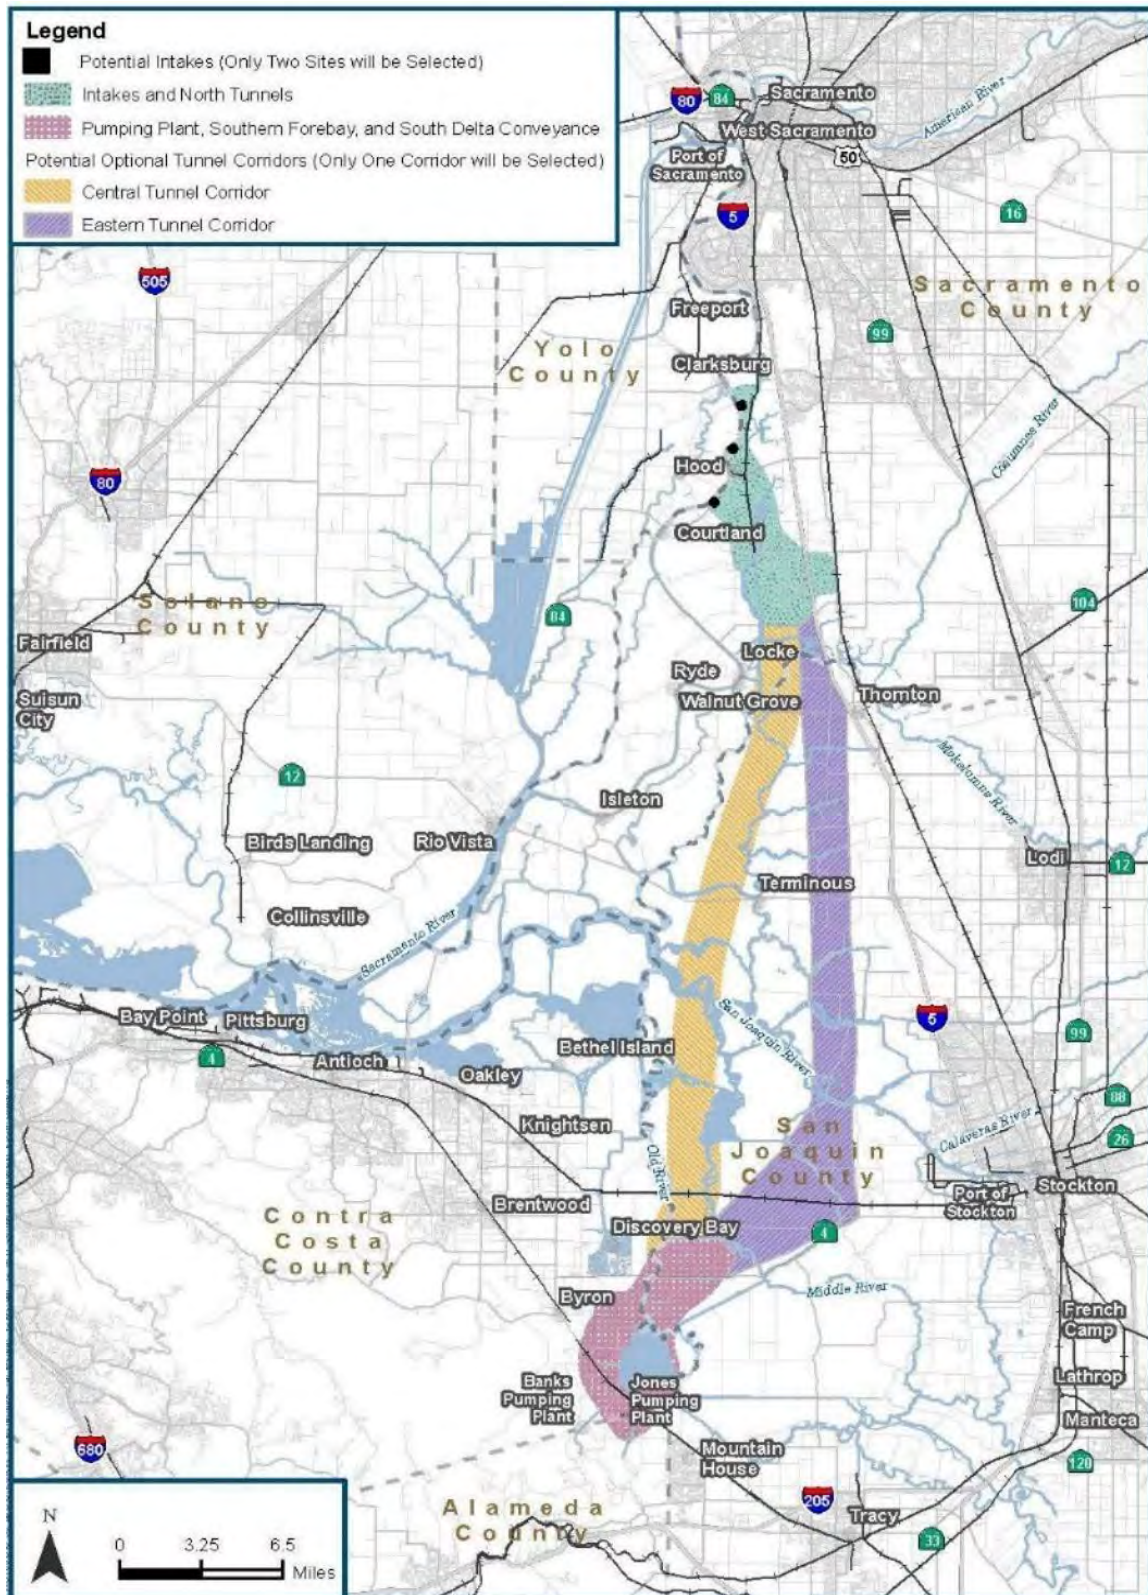 Legend
Potential Intakes (Only Two Sites will be Selected)
Intakes and North Tunnels
Pumping Plant, Southern Forebay, and South Delta Conveyance
Potential Optional Tunnel Corridors (Only One Corridor will be Selected)
Central Tunnel Corridor
Eastern Tunnel Corridor
80
84
Sacramento
American River
West Sacramento
50
Port of
Sacramento
5
16
505
Sacramento
County
Freeport
99
Yolo
County
Clarksburg
Cosumnes River
Hood
80
Courtland
Solano
County
84
104
Fairfield
Locke
Ryde
Suisun
City
Walnut Grove
Thornton
12
Mokelumne River
Isleton
Birds Landing
Rio Vista
Lodi
12
Terminous
Collinsville
Sacramento River
San Joaquin River
5
Bay Point
Pittsburg
99
4
Antioch
Bethel Island
Oakley
88
Knightsen
San
Joaquin
County
Calaveras River
26
Old River
Brentwood
Port of
Stockton
Stockton
Contra
Costa
County
Discovery Bay
4
Middle River
Byron
French
Camp
Banks
Pumping
Plant
Jones
Pumping
Plant
Lathrop
Manteca
680
Mountain
House
120
205
Alameda
County
Tracy
33
N
0
3.25
6.5
Miles